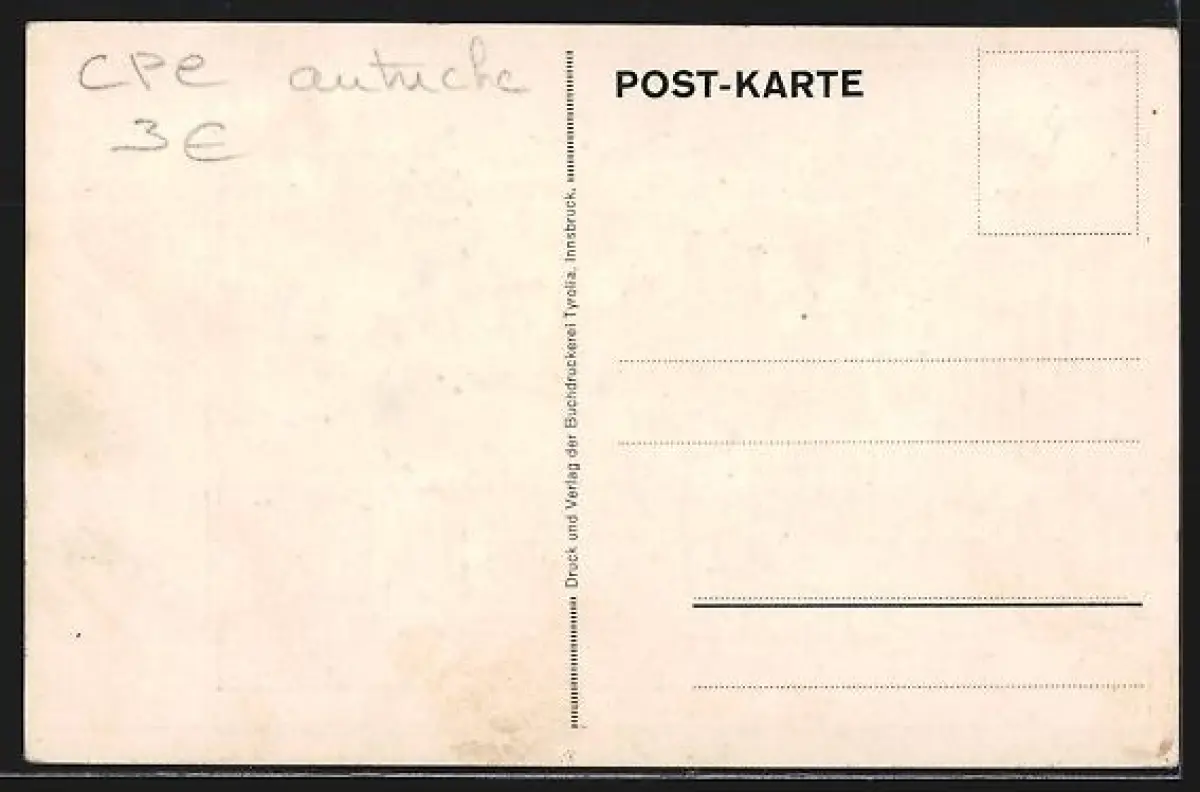 CPE autriche
3 €
POST-KARTE
Druck und Verlag der Buchdruckerei Tyrolia, Innsbruck.